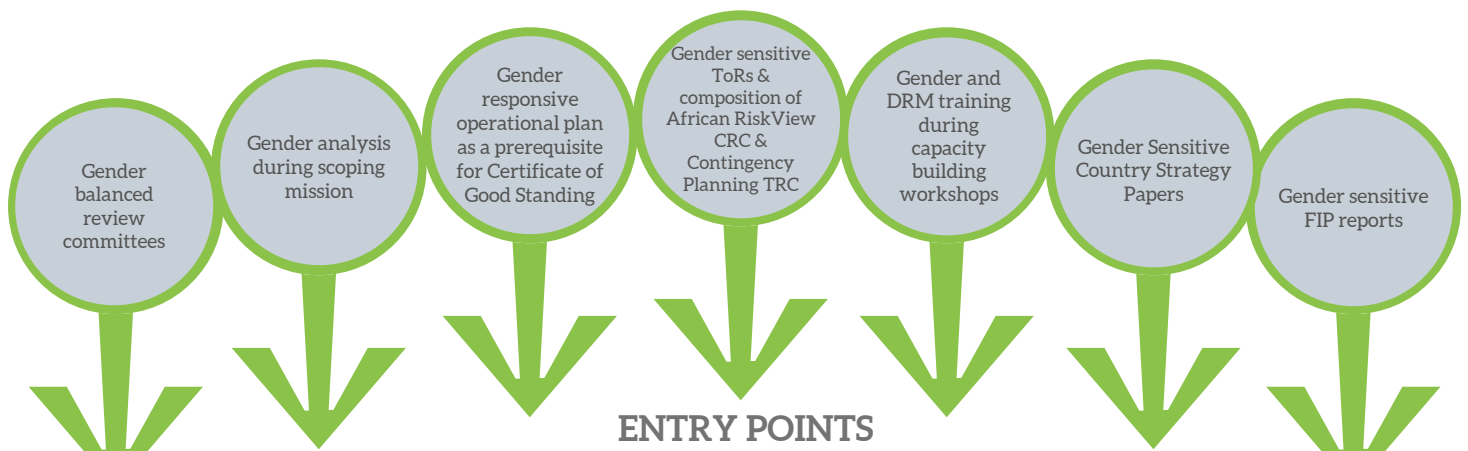 Gender
balanced
review
committees
Gender analysis
during scoping
mission
Gender
responsive
operational plan
as a prerequisite
for Certificate of
Good Standing
Gender sensitive
ToRs &
composition of
African RiskView
CRC &
Contingency
Planning TRC
Gender and
DRM training
during
capacity
building
workshops
Gender Sensitive
Country Strategy
Papers
Gender sensitive
FIP reports
ENTRY POINTS